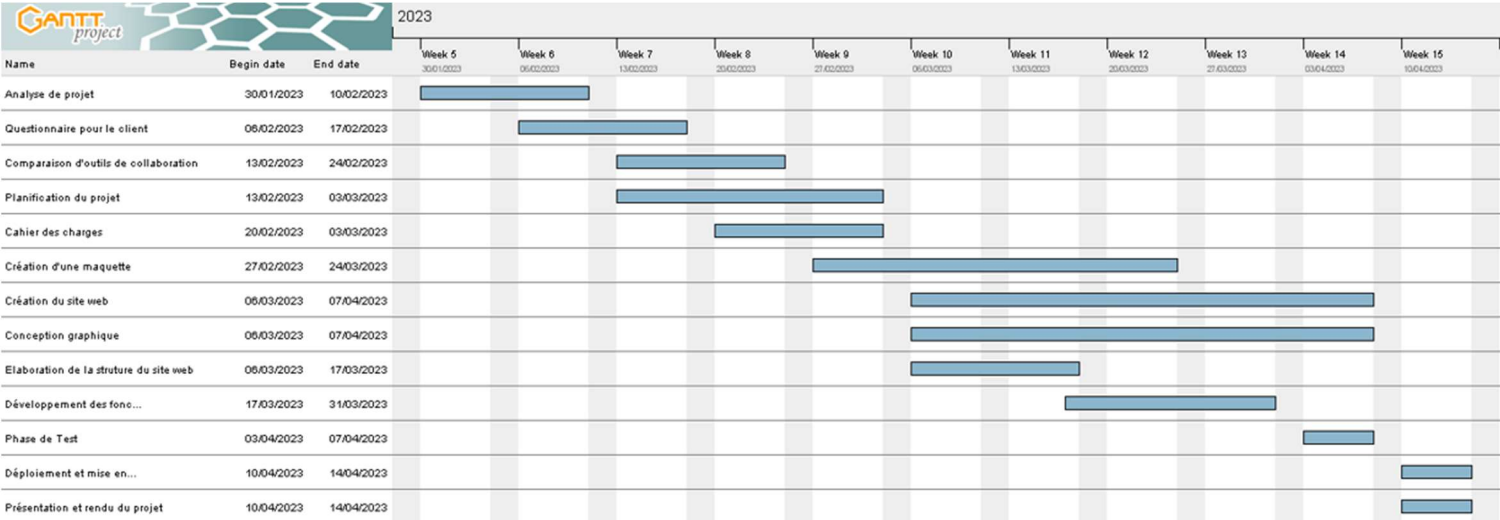 GANTT project
2023
Week 5 Week 6 Week 7 Week 8 Week 9 Week 10 Week 11 Week 12 Week 13 Week 14 Week 15
Name Begin date End date 30/01/2023 06/02/2023 13/02/2023 20/02/2023 27/02/2023 06/03/2023 13/03/2023 20/03/2023 27/03/2023 03/04/2023 10/04/2023
Analyse de projet 30/01/2023 10/02/2023
Questionnaire pour le client 06/02/2023 17/02/2023
Comparaison d'outils de collaboration 13/02/2023 24/02/2023
Planification du projet 13/02/2023 03/03/2023
Cahier des charges 20/02/2023 03/03/2023
Création d'une maquette 27/02/2023 24/03/2023
Création du site web 06/03/2023 07/04/2023
Conception graphique 06/03/2023 07/04/2023
Elaboration de la struture du site web 06/03/2023 17/03/2023
Développement des fonc... 17/03/2023 31/03/2023
Phase de Test 03/04/2023 07/04/2023
Déploiement et mise en... 10/04/2023 14/04/2023
Présentation et rendu du projet 10/04/2023 14/04/2023